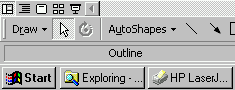 Draw AutoShapes
Outline
Start Exploring - ... HP LaserJ...